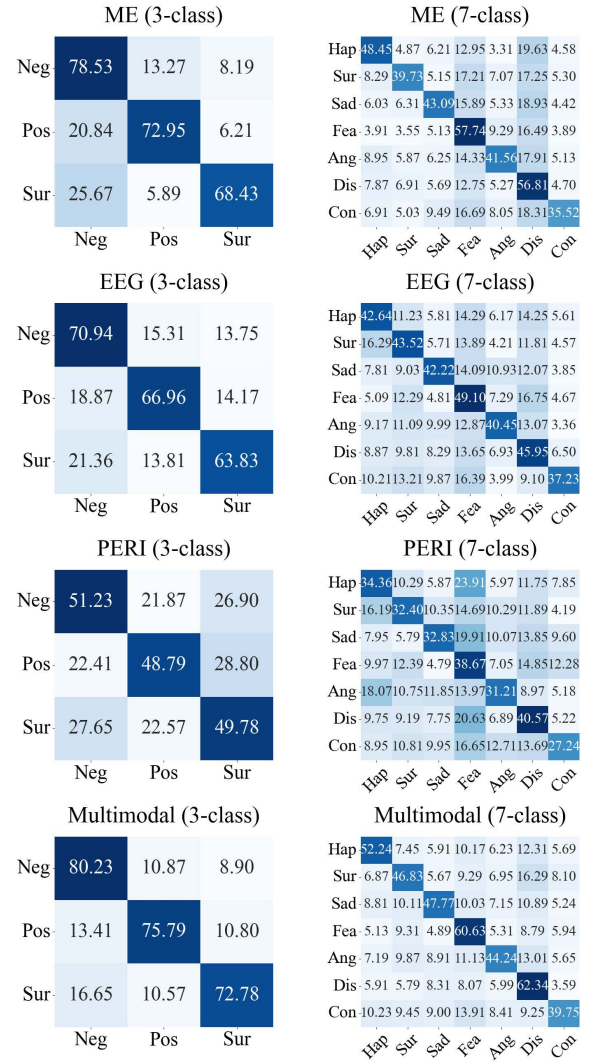 ME (3-class)
Neg 78.53 13.27 8.19
Pos 20.84 72.95 6.21
Sur 25.67 5.89 68.43
Neg Pos Sur
ME (7-class)
Hap 48.45 4.87 6.21 12.95 3.31 19.63 4.58
Sur 8.29 39.73 5.15 17.21 7.07 17.25 5.30
Sad 6.03 6.31 43.09 15.89 5.33 18.93 4.42
Fea 3.91 3.55 5.13 57.74 9.29 16.49 3.89
Ang 8.95 5.87 6.25 14.33 41.56 17.91 5.13
Dis 7.87 6.91 5.69 12.75 5.27 56.81 4.70
Con 6.91 5.03 9.49 16.69 8.05 18.31 35.52
Hap Sur Sad Fea Ang Dis Con
EEG (3-class)
Neg 70.94 15.31 13.75
Pos 18.87 66.96 14.17
Sur 21.36 13.81 63.83
Neg Pos Sur
EEG (7-class)
Hap 42.64 11.23 5.81 14.29 6.17 14.25 5.61
Sur 16.29 43.52 5.71 13.89 4.21 11.81 4.57
Sad 7.81 9.03 42.22 14.09 10.93 12.07 3.85
Fea 5.09 12.29 4.81 49.10 7.29 16.75 4.67
Ang 9.17 11.09 9.99 12.87 40.45 13.07 3.36
Dis 8.87 9.81 8.29 13.65 6.93 45.95 6.50
Con 10.21 13.21 9.87 16.39 3.99 9.10 37.23
Hap Sur Sad Fea Ang Dis Con
PERI (3-class)
Neg 51.23 21.87 26.90
Pos 22.41 48.79 28.80
Sur 27.65 22.57 49.78
Neg Pos Sur
PERI (7-class)
Hap 34.36 10.29 5.87 23.91 5.97 11.75 7.85
Sur 16.19 32.40 10.35 14.69 10.29 11.89 4.19
Sad 7.95 5.79 32.83 19.91 10.07 13.85 9.60
Fea 9.97 12.39 4.79 38.67 7.05 14.85 12.28
Ang 18.07 10.75 11.85 13.97 31.21 8.97 5.18
Dis 9.75 9.19 7.75 20.63 6.89 40.57 5.22
Con 8.95 10.81 9.95 16.65 12.71 13.69 27.24
Hap Sur Sad Fea Ang Dis Con
Multimodal (3-class)
Neg 80.23 10.87 8.90
Pos 13.41 75.79 10.80
Sur 16.65 10.57 72.78
Neg Pos Sur
Multimodal (7-class)
Hap 52.24 7.45 5.91 10.17 6.23 12.31 5.69
Sur 6.87 46.83 5.67 9.29 6.95 16.29 8.10
Sad 8.81 10.11 47.77 10.03 7.15 10.89 5.24
Fea 5.13 9.31 4.89 60.63 5.31 8.79 5.94
Ang 7.19 9.87 8.91 11.13 44.24 13.01 5.65
Dis 5.91 5.79 8.31 8.07 5.99 62.34 3.59
Con 10.23 9.45 9.00 13.91 8.41 9.25 39.75
Hap Sur Sad Fea Ang Dis Con